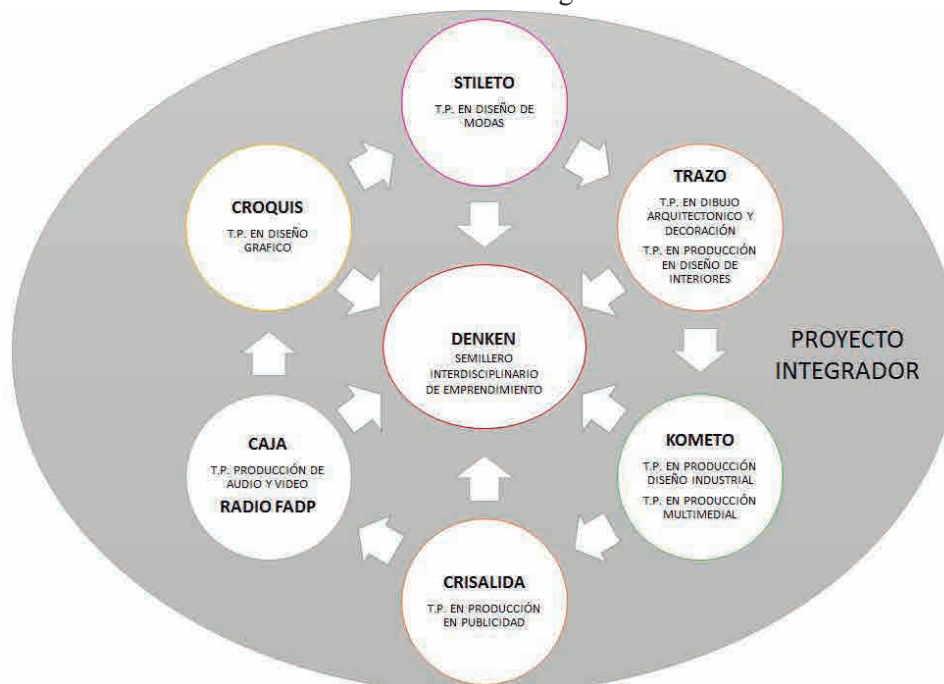 STILETO
T.P. EN DISEÑO DE
MODAS
CROQUIS
T.P. EN DISEÑO
GRAFICO
TRAZO
T.P. EN DIBUJO
ARQUITECTONICO Y
DECORACIÓN
T.P. EN PRODUCCIÓN
EN DISEÑO DE
INTERIORES
DENKEN
SEMILLERO
INTERDISCIPLINARIO
DE EMPRENDIMIENTO
PROYECTO
INTEGRADOR
CAJA
T.P. PRODUCCIÓN DE
AUDIO Y VIDEO
RADIO FADP
KOMETO
T.P. EN PRODUCCIÓN
DISEÑO INDUSTRIAL
T.P. EN PRODUCCIÓN
MULTIMEDIAL
CRISALIDA
T.P. EN PRODUCCIÓN
EN PUBLICIDAD